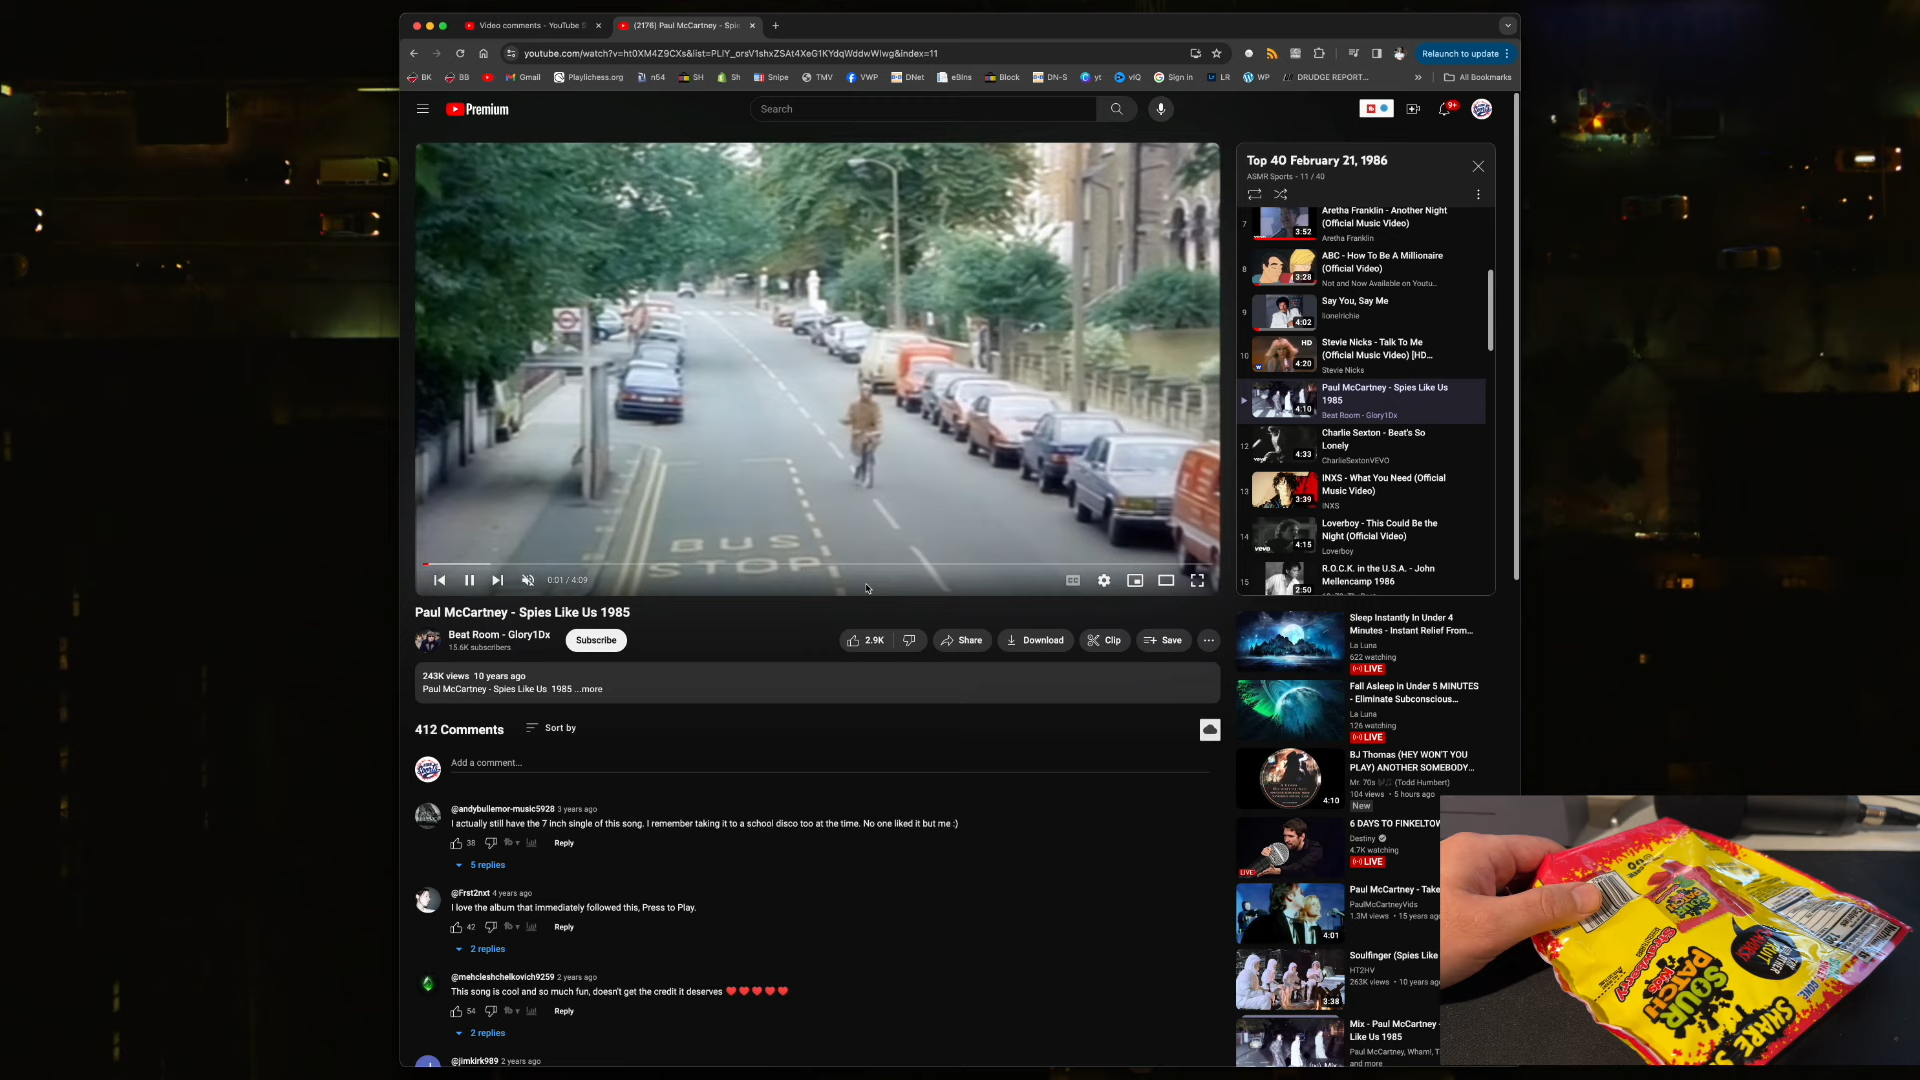 Video comments - YouTube S
(2176) Paul McCartney - Spie
youtube.com/watch?v=ht0XM4Z9CXs&list=PLlY_orsV1shxZSAt4XeG1KYdqWddwWlwg&index=11
Relaunch to update
BK
BB
Gmail
Playlichess.org
n64
SH
Sh
Snipe
TMV
VWP
DNet
eBins
Block
DN-S
yt
vIQ
Sign in
LR
WP
DRUDGE REPORT...
All Bookmarks
Premium
Search
9+
BUS
STOP
0:01 / 4:09
Top 40 February 21, 1986
ASMR Sports - 11 / 40
7
3:52
Aretha Franklin - Another Night
(Official Music Video)
Aretha Franklin
8
3:28
ABC - How To Be A Millionaire
(Official Video)
Not and Now Available on Youtu...
9
4:02
Say You, Say Me
lionelrichie
10
HD
4:20
Stevie Nicks - Talk To Me
(Official Music Video) [HD...
Stevie Nicks
4:10
Paul McCartney - Spies Like Us
1985
Beat Room - Glory1Dx
12
4:33
Charlie Sexton - Beat's So
Lonely
CharlieSextonVEVO
13
3:39
INXS - What You Need (Official
Music Video)
INXS
14
vevo
4:15
Loverboy - This Could Be the
Night (Official Video)
Loverboy
15
2:50
R.O.C.K. in the U.S.A. - John
Mellencamp 1986
Paul McCartney - Spies Like Us 1985
Beat Room - Glory1Dx
15.6K subscribers
Subscribe
2.9K
Share
Download
Clip
Save
243K views 10 years ago
Paul McCartney - Spies Like Us 1985 ...more
412 Comments
Sort by
Add a comment...
@andybullemor-music5928 3 years ago
I actually still have the 7 inch single of this song. I remember taking it to a school disco too at the time. No one liked it but me :)
38
Reply
5 replies
@Frst2nxt 4 years ago
I love the album that immediately followed this, Press to Play.
42
Reply
2 replies
@mehcleshchelkovich9259 2 years ago
This song is cool and so much fun, doesn't get the credit it deserves ❤️❤️❤️❤️❤️
54
Reply
2 replies
@jimkirk989 2 years ago
Sleep Instantly In Under 4
Minutes - Instant Relief From...
La Luna
622 watching
LIVE
Fall Asleep in Under 5 MINUTES
- Eliminate Subconscious...
La Luna
126 watching
LIVE
4:10
BJ Thomas (HEY WON'T YOU
PLAY) ANOTHER SOMEBODY...
Mr. 70s (Todd Humbert)
104 views • 5 hours ago
New
LIVE
6 DAYS TO FINKELTOW
Destiny
4.7K watching
LIVE
4:01
Paul McCartney - Take
PaulMcCartneyVids
1.3M views • 15 years ago
3:38
Soulfinger (Spies Like
HT2HV
263K views • 10 years ago
Mix
Mix - Paul McCartney -
Like Us 1985
Paul McCartney, Wham!, T
and more
SOUR
PATCH
KIDS
Strawberry
SHARE S